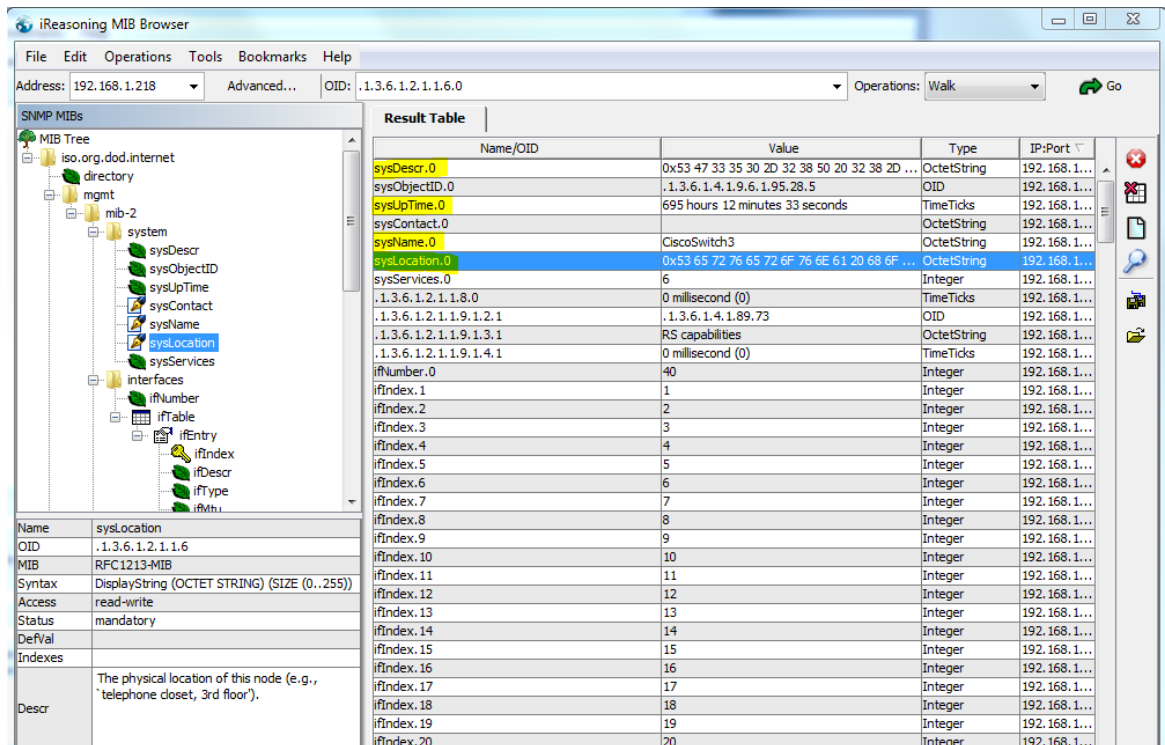 iReasoning MIB Browser
File Edit Operations Tools Bookmarks Help
Address: 192.168.1.218 Advanced... OID: .1.3.6.1.2.1.1.6.0 Operations: Walk Go
SNMP MIBs
MIB Tree
iso.org.dod.internet
directory
mgmt
mib-2
system
sysDescr
sysObjectID
sysUpTime
sysContact
sysName
sysLocation
sysServices
interfaces
ifNumber
ifTable
ifEntry
ifIndex
ifDescr
ifType
ifMtu
Name sysLocation
OID .1.3.6.1.2.1.1.6
MIB RFC1213-MIB
Syntax DisplayString (OCTET STRING) (SIZE (0..255))
Access read-write
Status mandatory
DefVal
Indexes
Descr The physical location of this node (e.g.,
`telephone closet, 3rd floor').
Result Table
Name/OID Value Type IP:Port
sysDescr.0 0x53 47 33 35 30 2D 32 38 50 20 32 38 2D ... OctetString 192.168.1...
sysObjectID.0 .1.3.6.1.4.1.9.6.1.95.28.5 OID 192.168.1...
sysUpTime.0 695 hours 12 minutes 33 seconds TimeTicks 192.168.1...
sysContact.0 OctetString 192.168.1...
sysName.0 CiscoSwitch3 OctetString 192.168.1...
sysLocation.0 0x53 65 72 76 65 72 6F 76 6E 61 20 68 6F ... OctetString 192.168.1...
sysServices.0 6 Integer 192.168.1...
.1.3.6.1.2.1.1.8.0 0 millisecond (0) TimeTicks 192.168.1...
.1.3.6.1.2.1.1.9.1.2.1 .1.3.6.1.4.1.89.73 OID 192.168.1...
.1.3.6.1.2.1.1.9.1.3.1 RS capabilities OctetString 192.168.1...
.1.3.6.1.2.1.1.9.1.4.1 0 millisecond (0) TimeTicks 192.168.1...
ifNumber.0 40 Integer 192.168.1...
ifIndex.1 1 Integer 192.168.1...
ifIndex.2 2 Integer 192.168.1...
ifIndex.3 3 Integer 192.168.1...
ifIndex.4 4 Integer 192.168.1...
ifIndex.5 5 Integer 192.168.1...
ifIndex.6 6 Integer 192.168.1...
ifIndex.7 7 Integer 192.168.1...
ifIndex.8 8 Integer 192.168.1...
ifIndex.9 9 Integer 192.168.1...
ifIndex.10 10 Integer 192.168.1...
ifIndex.11 11 Integer 192.168.1...
ifIndex.12 12 Integer 192.168.1...
ifIndex.13 13 Integer 192.168.1...
ifIndex.14 14 Integer 192.168.1...
ifIndex.15 15 Integer 192.168.1...
ifIndex.16 16 Integer 192.168.1...
ifIndex.17 17 Integer 192.168.1...
ifIndex.18 18 Integer 192.168.1...
ifIndex.19 19 Integer 192.168.1...
ifIndex.20 20 Integer 192.168.1...